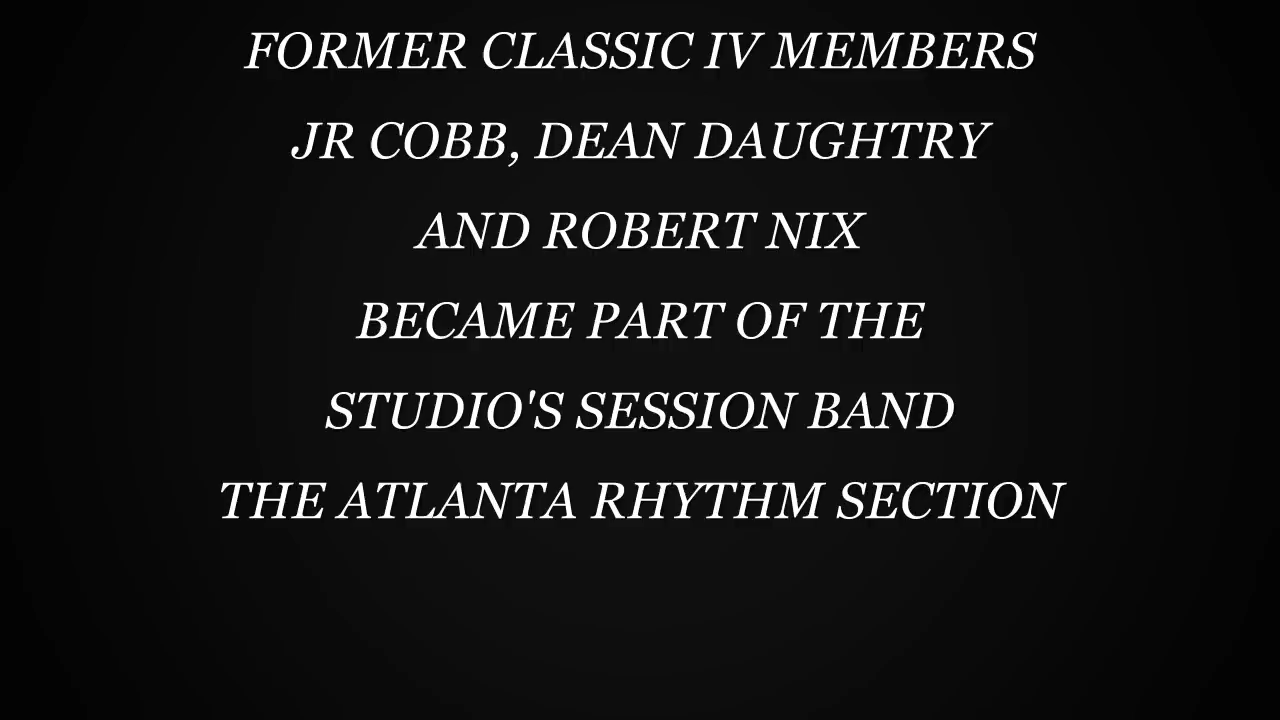 FORMER CLASSIC IV MEMBERS
JR COBB, DEAN DAUGHTRY
AND ROBERT NIX
BECAME PART OF THE
STUDIO'S SESSION BAND
THE ATLANTA RHYTHM SECTION